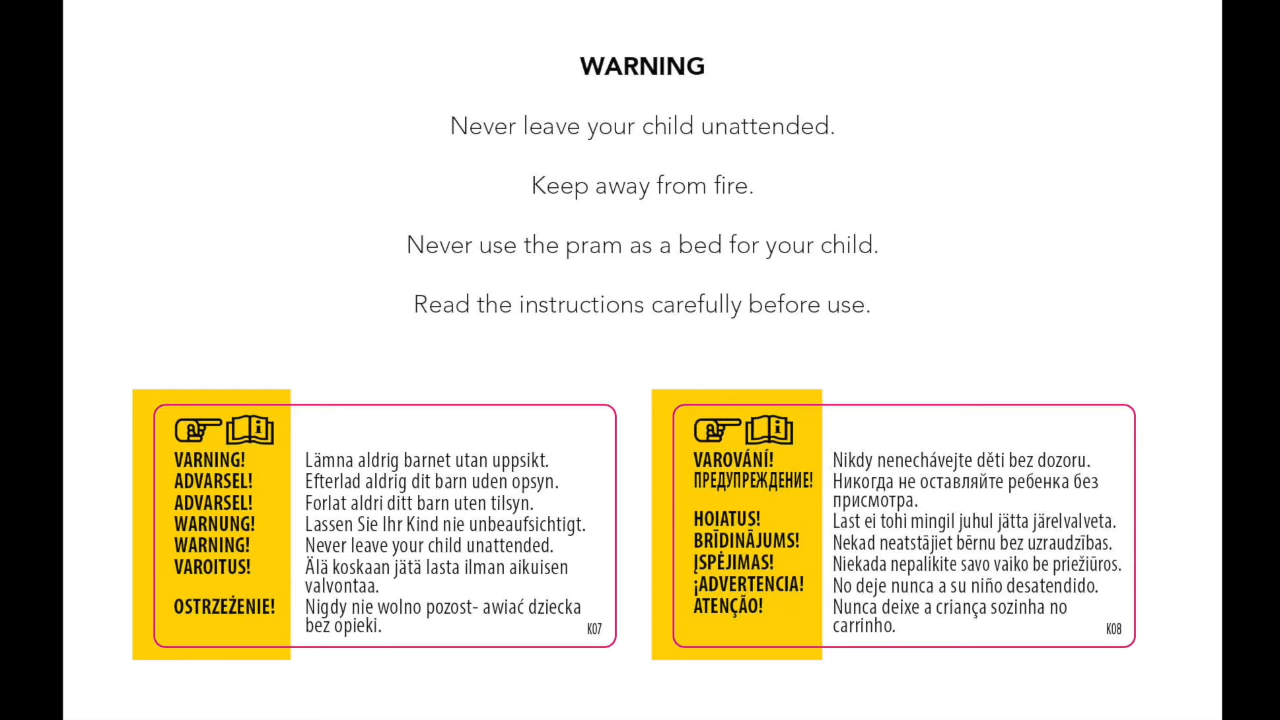 WARNING
Never leave your child unattended.
Keep away from fire.
Never use the pram as a bed for your child.
Read the instructions carefully before use.
VARNING! Lämna aldrig barnet utan uppsikt.
ADVARSEL! Efterlad aldrig dit barn uden opsyn.
ADVARSEL! Forlat aldri ditt barn uten tilsyn.
WARNUNG! Lassen Sie Ihr Kind nie unbeaufsichtigt.
WARNING! Never leave your child unattended.
VAROITUS! Älä koskaan jätä lasta ilman aikuisen
valvontaa.
OSTRZEŻENIE! Nigdy nie wolno pozost- awiać dziecka
bez opieki.
K07
VAROVÁNÍ! Nikdy nenechávejte děti bez dozoru.
ПРЕДУПРЕЖДЕНИЕ! Никогда не оставляйте ребенка без
присмотра.
HOIATUS! Last ei tohi mingil juhul jätta järelvalveta.
BRĪDINĀJUMS! Nekad neatstājiet bērnu bez uzraudzības.
ĮSPĖJIMAS! Niekada nepalikite savo vaiko be priežiūros.
¡ADVERTENCIA! No deje nunca a su niño desatendido.
ATENÇÃO! Nunca deixe a criança sozinha no
carrinho.
K08